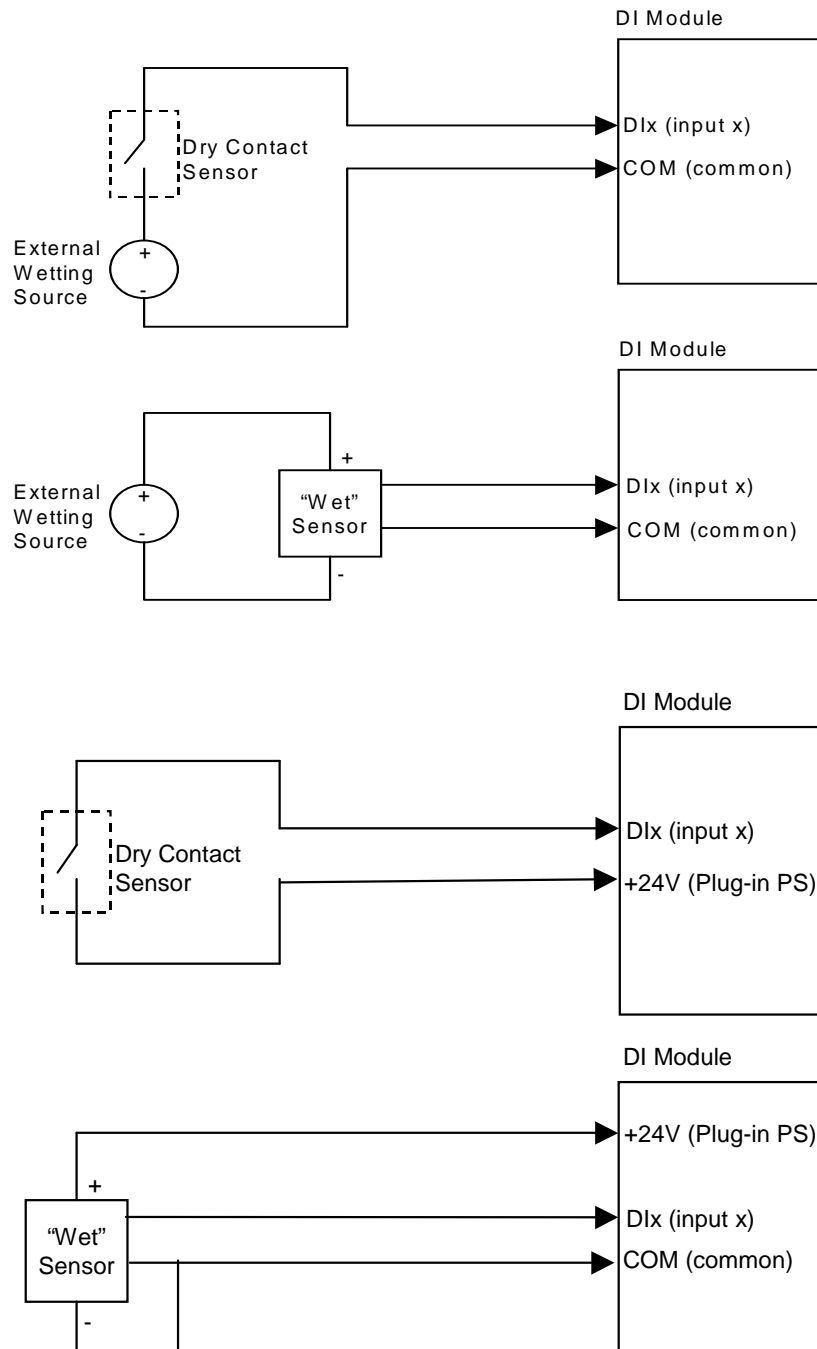 DI Module
DIx (input x)
Dry Contact
Sensor
COM (common)
External
Wetting
Source
+
-
DI Module
+
External
Wetting
Source
+
-
“Wet”
Sensor
DIx (input x)
COM (common)
-
DI Module
DIx (input x)
Dry Contact
Sensor
+24V (Plug-in PS)
DI Module
+24V (Plug-in PS)
+
“Wet”
Sensor
DIx (input x)
COM (common)
-